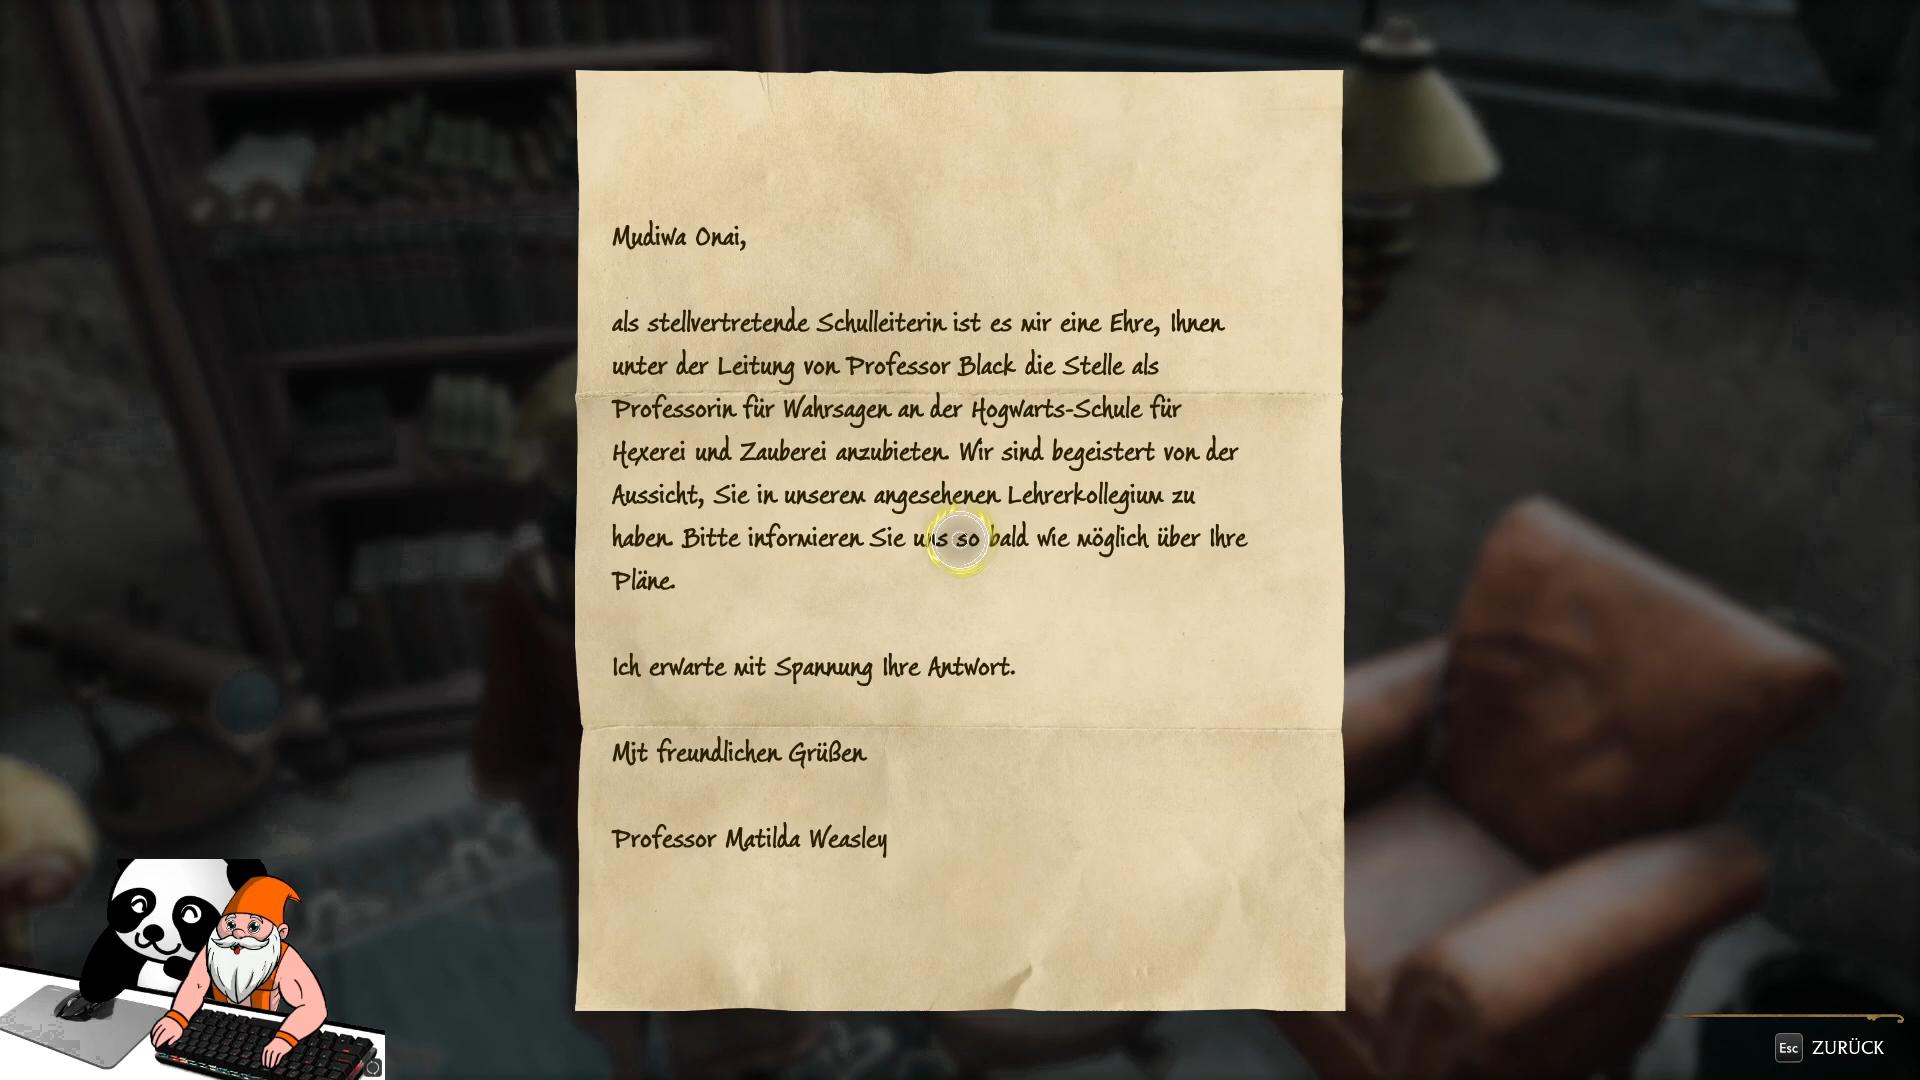 Mudiwa Onai,
als stellvertretende Schulleiterin ist es mir eine Ehre, Ihnen
unter der Leitung von Professor Black die Stelle als
Professorin für Wahrsagen an der Hogwarts-Schule für
Hexerei und Zauberei anzubieten. Wir sind begeistert von der
Aussicht, Sie in unserem angesehenen Lehrerkollegium zu
haben. Bitte informieren Sie uns so bald wie möglich über Ihre
Pläne.
Ich erwarte mit Spannung Ihre Antwort.
Mit freundlichen Grüßen
Professor Matilda Weasley
Esc ZURÜCK